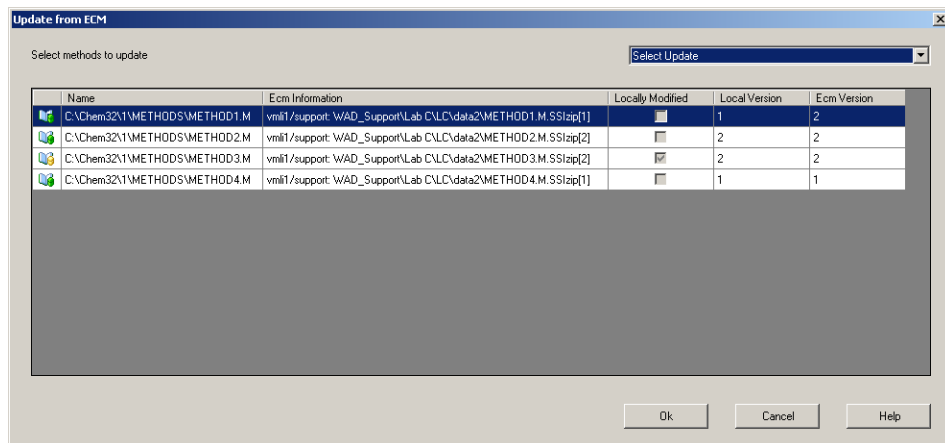 Update from ECM
Select methods to update
Select Update
Name Ecm Information Locally Modified Local Version Ecm Version
C:\Chem32\1\METHODS\METHOD1.M vmli1/support: WAD_Support\Lab C\LC\data2\METHOD1.M.SSIzip[1] 1 2
C:\Chem32\1\METHODS\METHOD2.M vmli1/support: WAD_Support\Lab C\LC\data2\METHOD2.M.SSIzip[2] 2 2
C:\Chem32\1\METHODS\METHOD3.M vmli1/support: WAD_Support\Lab C\LC\data2\METHOD3.M.SSIzip[2] 2 2
C:\Chem32\1\METHODS\METHOD4.M vmli1/support: WAD_Support\Lab C\LC\data2\METHOD4.M.SSIzip[1] 1 1
Ok Cancel Help